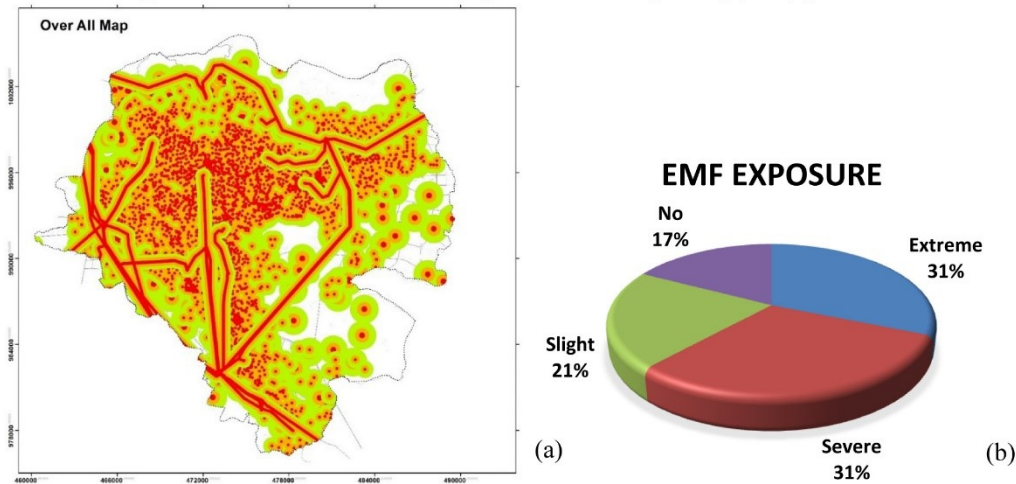 Over All Map
1002000
996000
990000
984000
978000
460000 466000 472000 478000 484000 490000
(a)
EMF EXPOSURE
No
17%
Extreme
31%
Slight
21%
Severe
31%
(b)